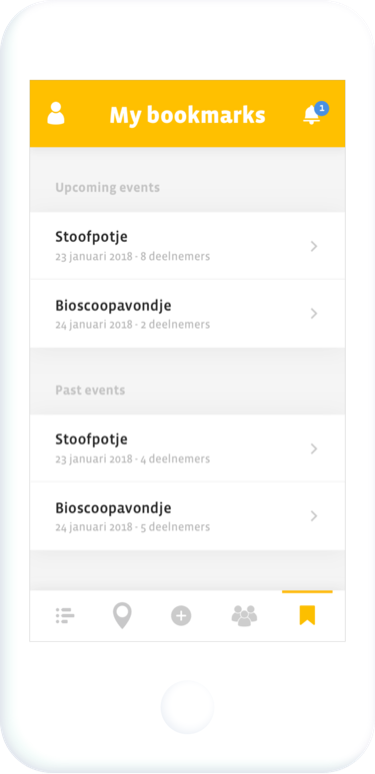 My bookmarks
1
Upcoming events
Stoofpotje
23 januari 2018 · 8 deelnemers
Bioscoopavondje
24 januari 2018 · 2 deelnemers
Past events
Stoofpotje
23 januari 2018 · 4 deelnemers
Bioscoopavondje
24 januari 2018 · 5 deelnemers